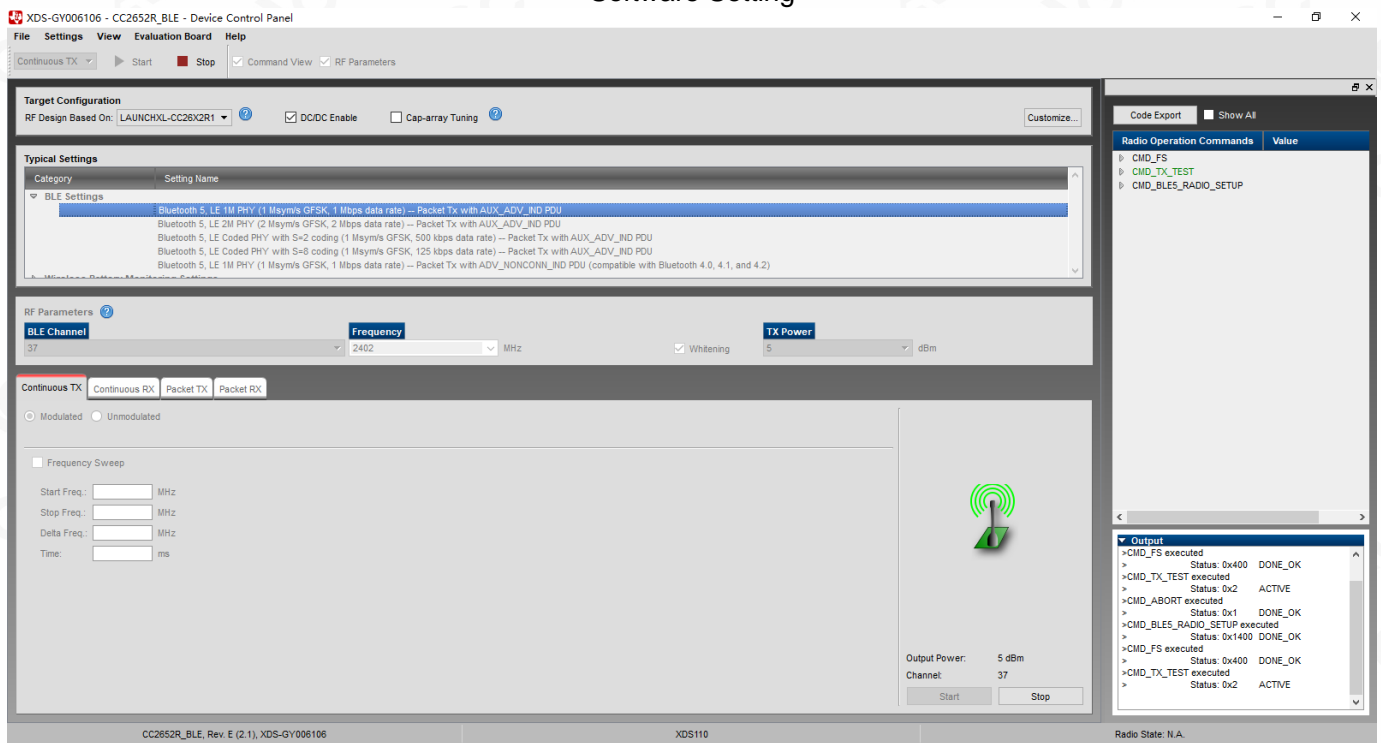 Software Setting
XDS-GY006106 - CC2652R_BLE - Device Control Panel
File Settings View Evaluation Board Help
Continuous TX Start Stop Command View RF Parameters
Target Configuration
RF Design Based On: LAUNCHXL-CC26X2R1 ? DC/DC Enable Cap-array Tuning ? Customize...
Typical Settings
Category Setting Name
BLE Settings
Bluetooth 5, LE 1M PHY (1 Msym/s GFSK, 1 Mbps data rate) -- Packet Tx with AUX_ADV_IND PDU
Bluetooth 5, LE 2M PHY (2 Msym/s GFSK, 2 Mbps data rate) -- Packet Tx with AUX_ADV_IND PDU
Bluetooth 5, LE Coded PHY with S=2 coding (1 Msym/s GFSK, 500 kbps data rate) -- Packet Tx with AUX_ADV_IND PDU
Bluetooth 5, LE Coded PHY with S=8 coding (1 Msym/s GFSK, 125 kbps data rate) -- Packet Tx with AUX_ADV_IND PDU
Bluetooth 5, LE 1M PHY (1 Msym/s GFSK, 1 Mbps data rate) -- Packet Tx with ADV_NONCONN_IND PDU (compatible with Bluetooth 4.0, 4.1, and 4.2)
Wireless Battery Monitoring Settings
RF Parameters ?
BLE Channel Frequency TX Power
37 2402 MHz Whitening 5 dBm
Continuous TX Continuous RX Packet TX Packet RX
Modulated Unmodulated
Frequency Sweep
Start Freq.: MHz
Stop Freq.: MHz
Delta Freq.: MHz
Time: ms
Output Power: 5 dBm
Channel: 37
Start Stop
Code Export Show All
Radio Operation Commands Value
CMD_FS
CMD_TX_TEST
CMD_BLE5_RADIO_SETUP
Output
>CMD_FS executed
> Status: 0x400 DONE_OK
>CMD_TX_TEST executed
> Status: 0x2 ACTIVE
>CMD_ABORT executed
> Status: 0x1 DONE_OK
>CMD_BLE5_RADIO_SETUP executed
> Status: 0x1400 DONE_OK
>CMD_FS executed
> Status: 0x400 DONE_OK
>CMD_TX_TEST executed
> Status: 0x2 ACTIVE
CC2652R_BLE, Rev. E (2.1), XDS-GY006106 XDS110 Radio State: N.A.